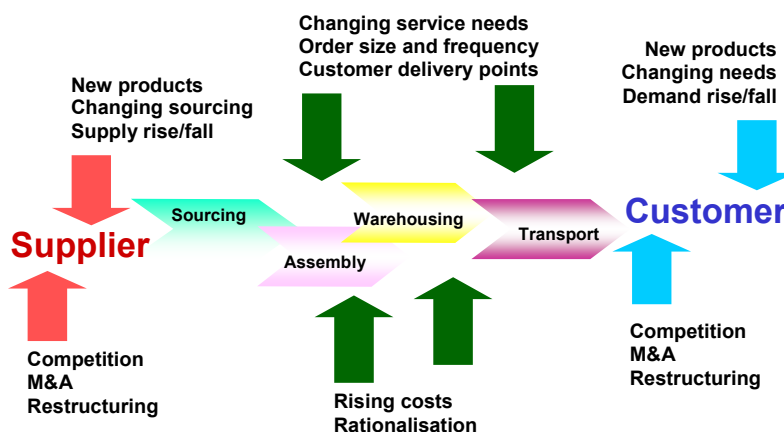 Changing service needs
Order size and frequency
Customer delivery points
New products
Changing needs
Demand rise/fall
New products
Changing sourcing
Supply rise/fall
Sourcing
Warehousing
Customer
Supplier
Assembly
Transport
Competition
M&A
Restructuring
Rising costs
Rationalisation
Competition
M&A
Restructuring